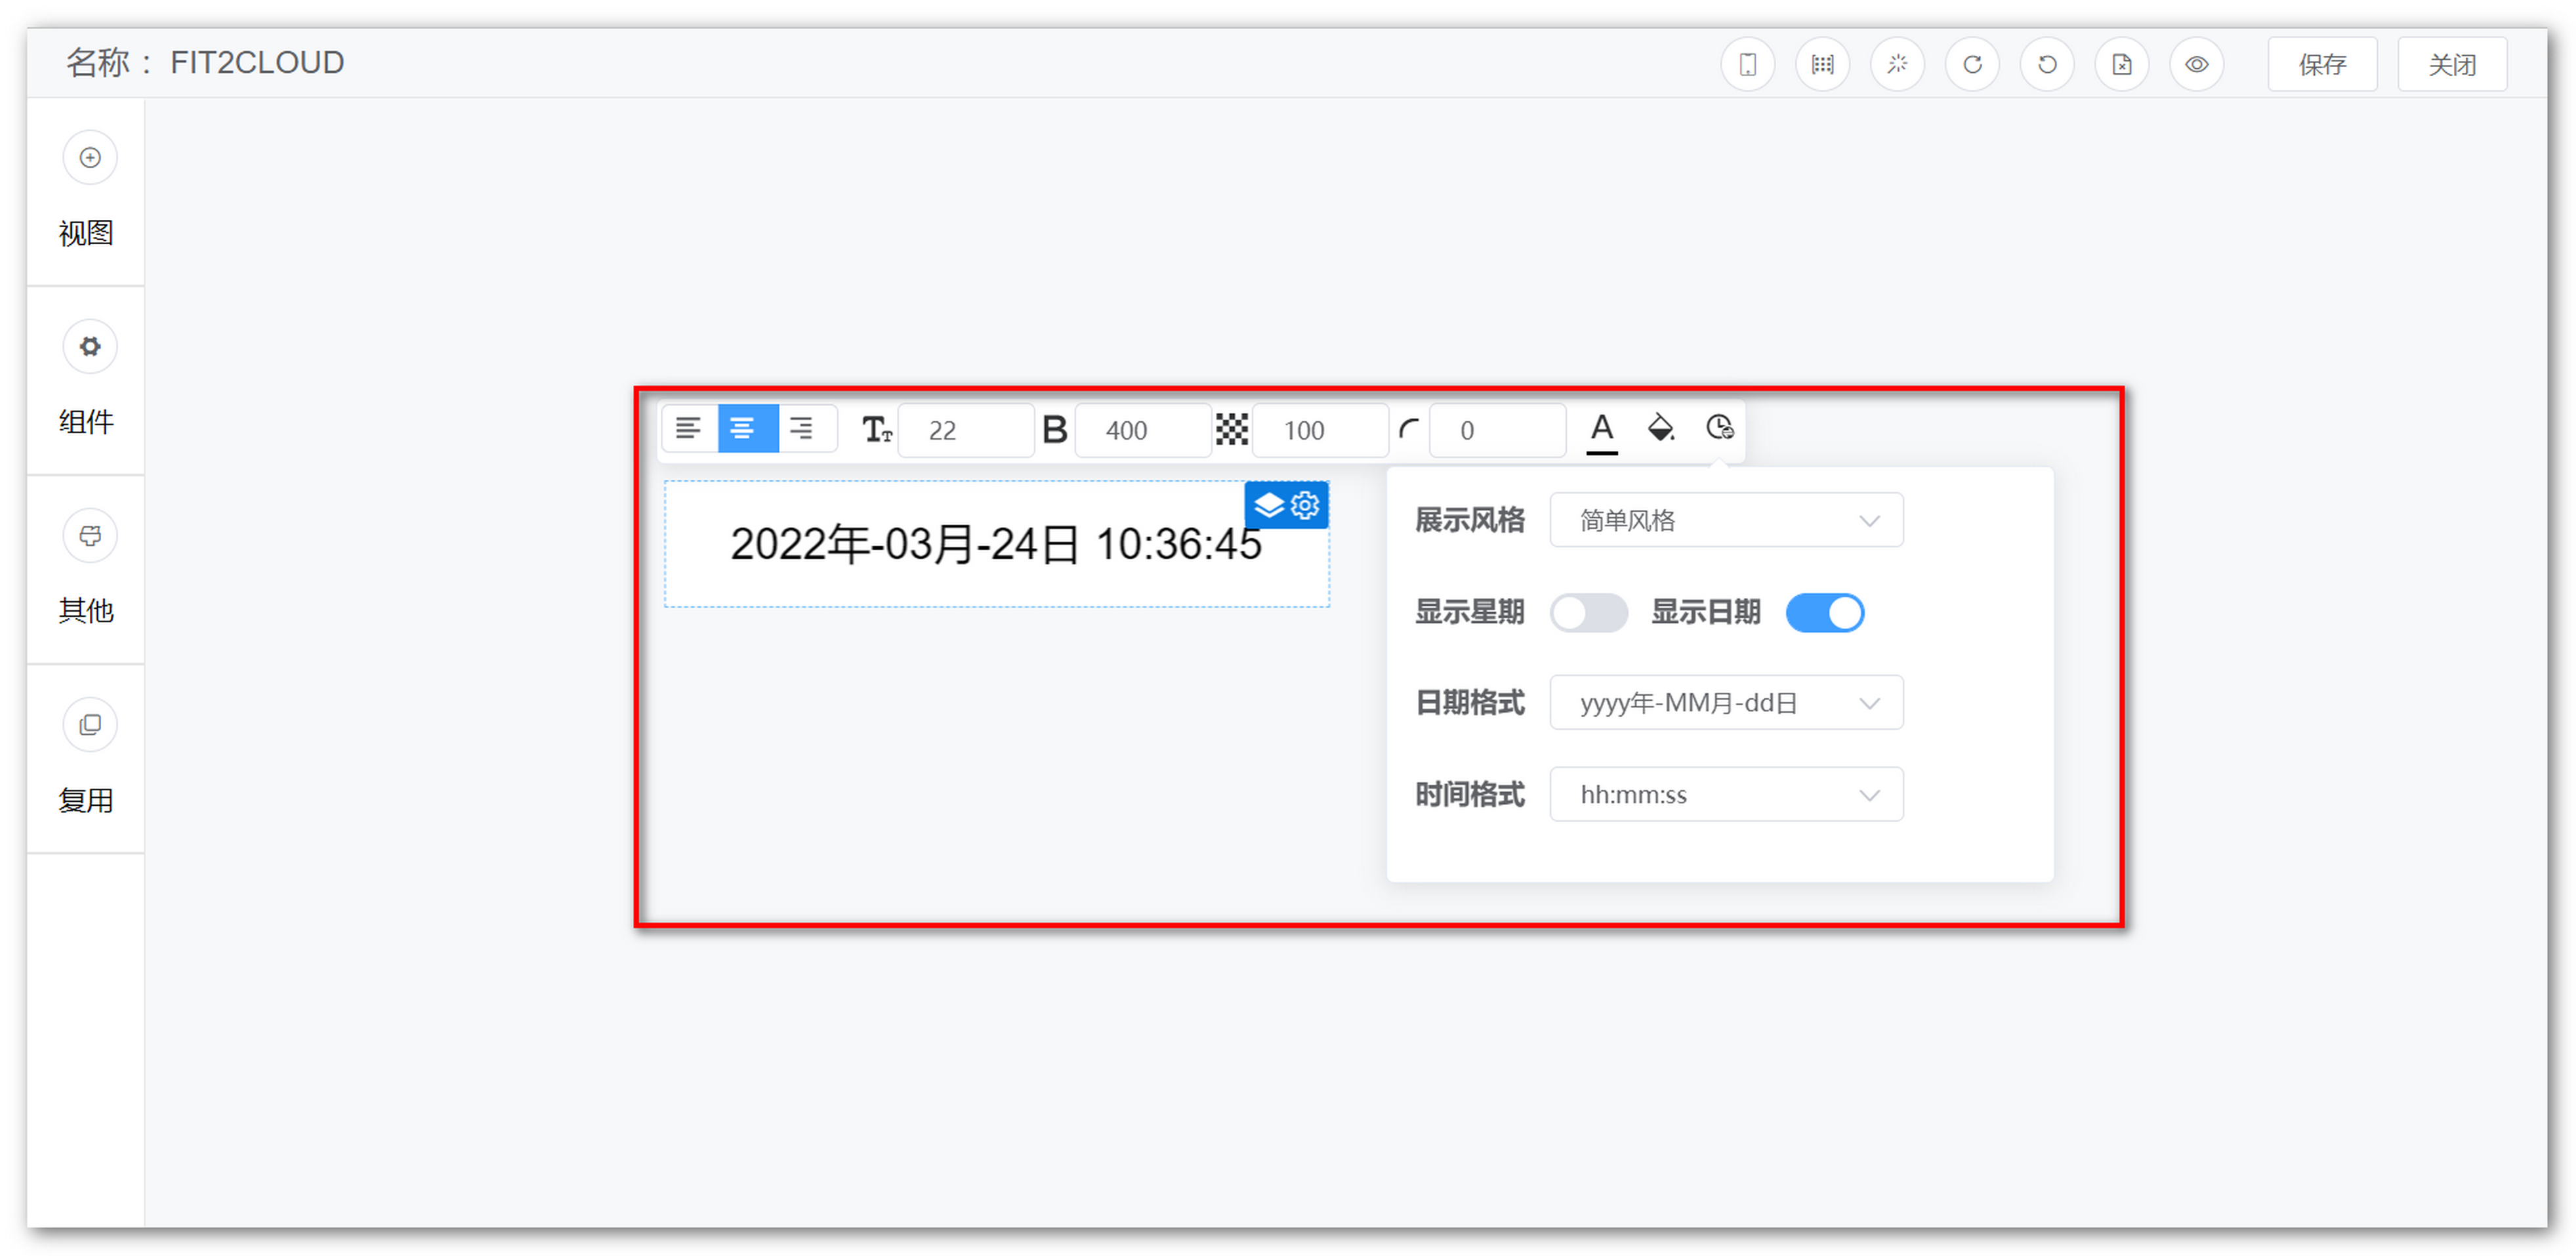 名称： FIT2CLOUD
保存
关闭
视图
组件
其他
复用
22
B
400
100
0
A
2022年-03月-24日 10:36:45
展示风格
简单风格
显示星期
显示日期
日期格式
yyyy年-MM月-dd日
时间格式
hh:mm:ss